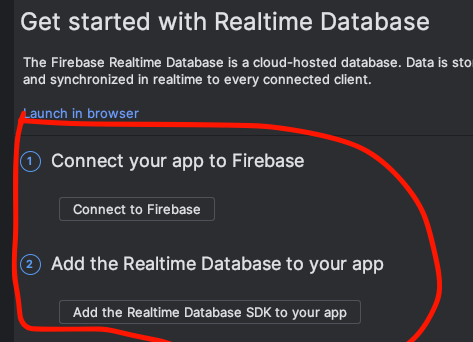 Get started with Realtime Database
The Firebase Realtime Database is a cloud-hosted database. Data is
and synchronized in realtime to every connected client.
Launch in browser
1 Connect your app to Firebase
Connect to Firebase
2 Add the Realtime Database to your app
Add the Realtime Database SDK to your app